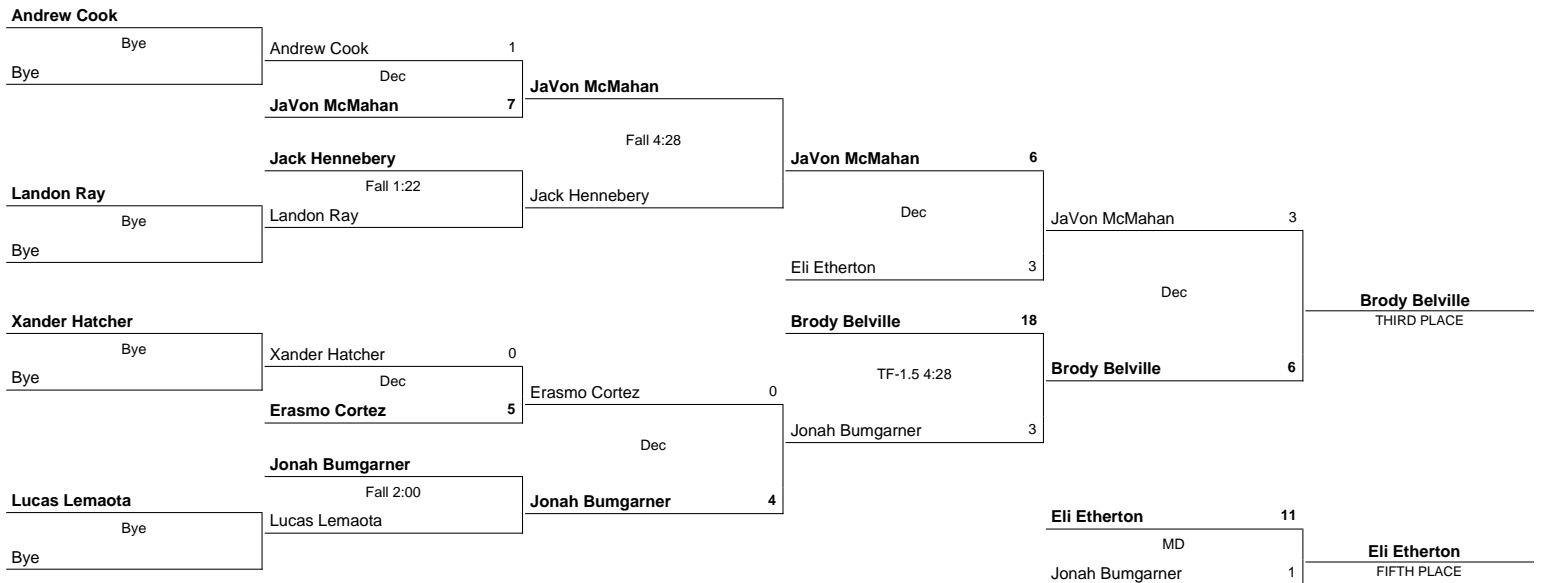 Andrew Cook
Bye
Bye
Landon Ray
Bye
Bye
Xander Hatcher
Bye
Bye
Lucas Lemaota
Bye
Bye
Andrew Cook 1
Dec
JaVon McMahan 7
Jack Hennebery
Fall 1:22
Landon Ray
Xander Hatcher 0
Dec
Erasmo Cortez 5
Jonah Bumgarner
Fall 2:00
Lucas Lemaota
JaVon McMahan
Fall 4:28
Jack Hennebery
Erasmo Cortez 0
Dec
Jonah Bumgarner 4
JaVon McMahan 6
Dec
Eli Etherton 3
Brody Belville 18
TF-1.5 4:28
Jonah Bumgarner 3
JaVon McMahan 3
Dec
Brody Belville 6
Brody Belville
THIRD PLACE
Eli Etherton 11
MD
Jonah Bumgarner 1
Eli Etherton
FIFTH PLACE